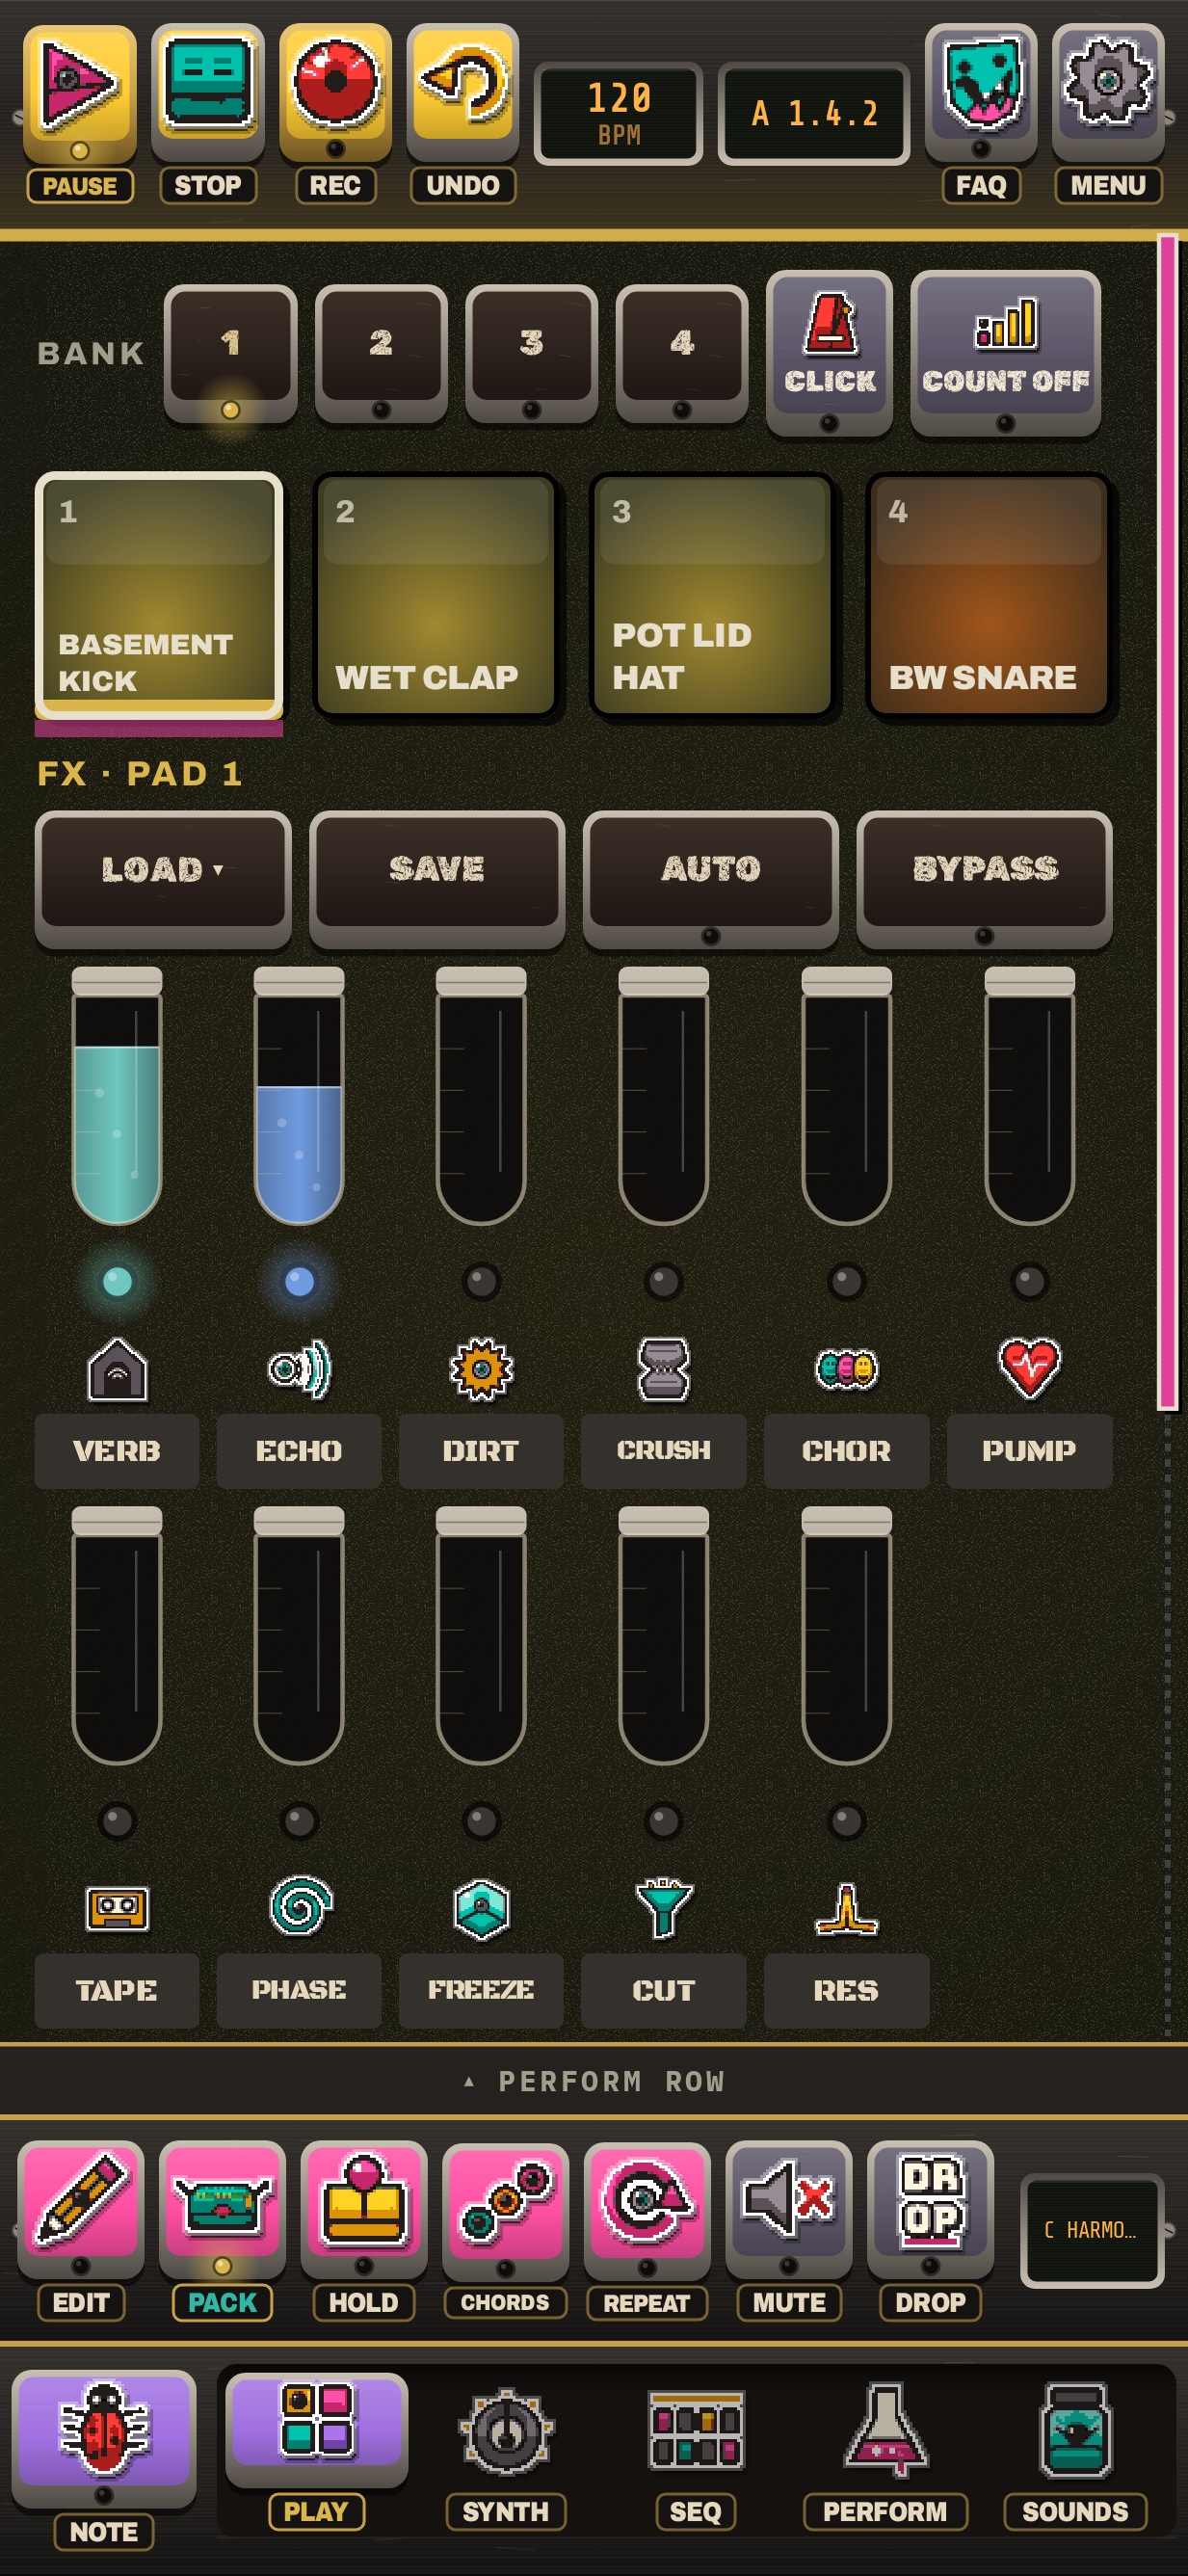 120
BPM
A 1.4.2
PAUSE
STOP
REC
UNDO
FAQ
MENU
BANK
1
2
3
4
CLICK
COUNT OFF
1
2
3
4
BASEMENT
KICK
WET CLAP
POT LID
HAT
BW SNARE
FX · PAD 1
LOAD ▾
SAVE
AUTO
BYPASS
VERB
ECHO
DIRT
CRUSH
CHOR
PUMP
TAPE
PHASE
FREEZE
CUT
RES
▴ PERFORM ROW
DR
OP
C HARMO…
EDIT
PACK
HOLD
CHORDS
REPEAT
MUTE
DROP
NOTE
PLAY
SYNTH
SEQ
PERFORM
SOUNDS